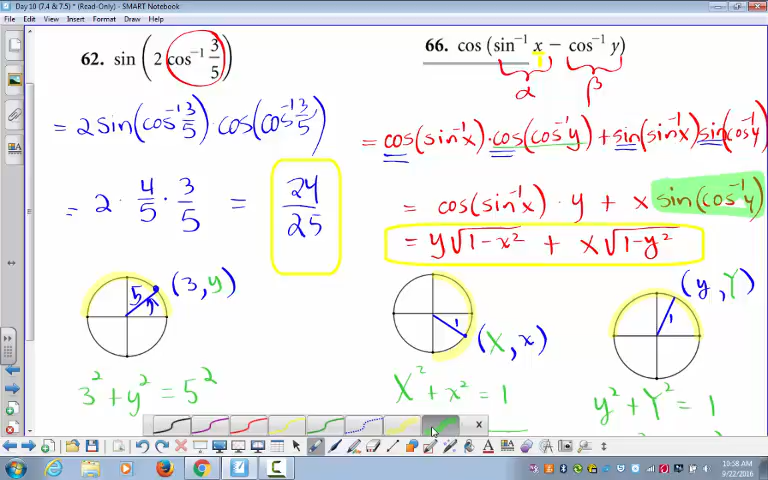 Day 10 (7.4 & 7.5) * (Read-Only) - SMART Notebook
File Edit View Insert Format Draw Help
62. sin (2 cos⁻¹ 3/5)
= 2 sin(cos⁻¹ 3/5) · cos(cos⁻¹ 3/5)
= 2 · 4/5 · 3/5 = 24/25
5
(3, y)
3² + y² = 5²
66. cos (sin⁻¹ x − cos⁻¹ y)
α β
= cos(sin⁻¹x) · cos(cos⁻¹y) + sin(sin⁻¹x) sin(cos⁻¹y)
= cos(sin⁻¹x) · y + x sin(cos⁻¹y)
= y√1−x² + x√1−y²
1
(X, x)
X² + x² = 1
1
(y, Y)
y² + Y² = 1
10:58 AM
9/22/2016